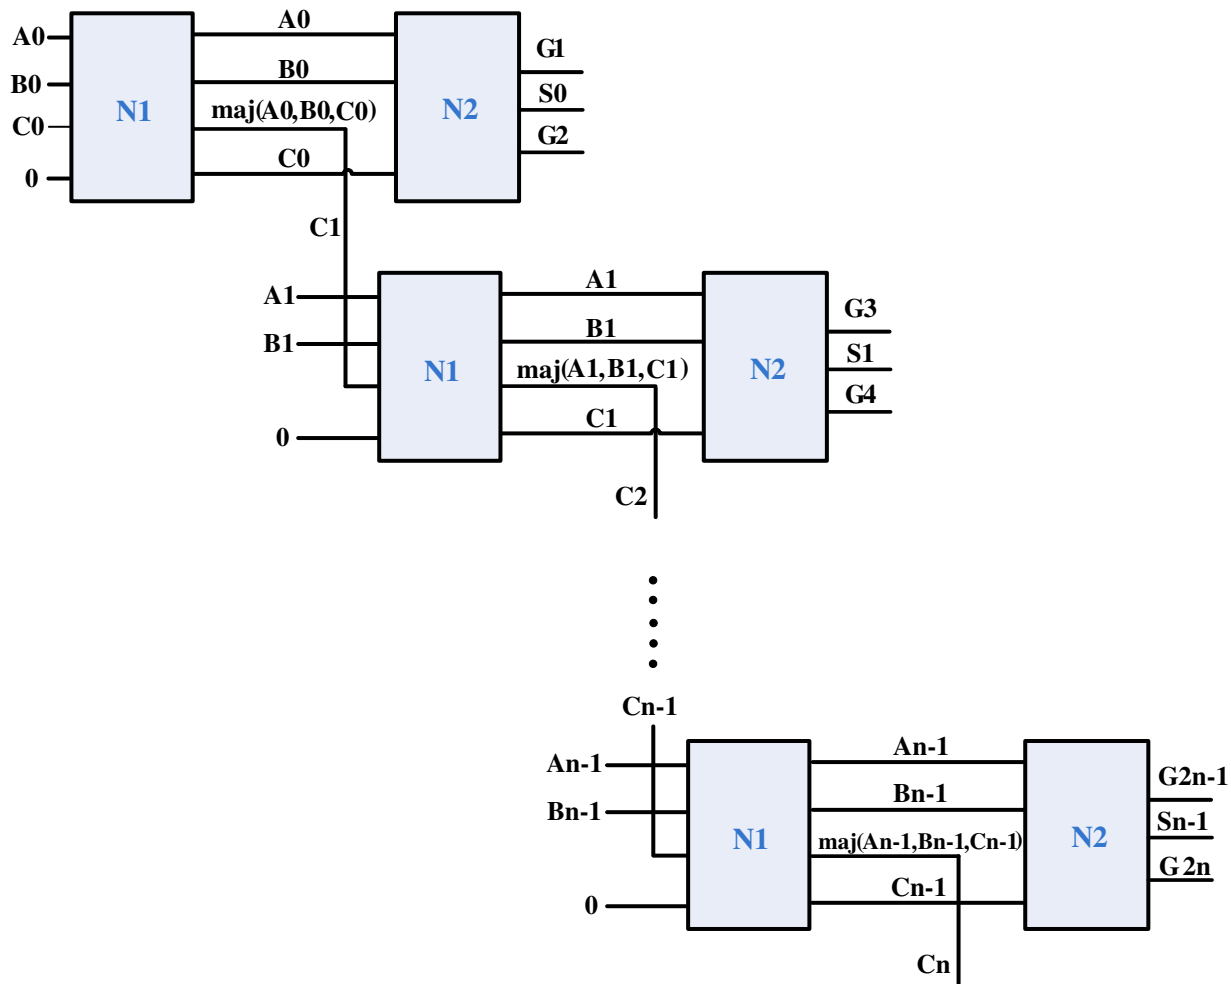 A0
A0
G1
B0
B0
N1
N2
S0
maj(A0,B0,C0)
C0
G2
C0
0
C1
A1
A1
G3
B1
B1
N1
N2
S1
maj(A1,B1,C1)
G4
C1
0
C2
Cn-1
An-1
An-1
G2n-1
Bn-1
Bn-1
N1
N2
Sn-1
maj(An-1,Bn-1,Cn-1)
G2n
Cn-1
0
Cn